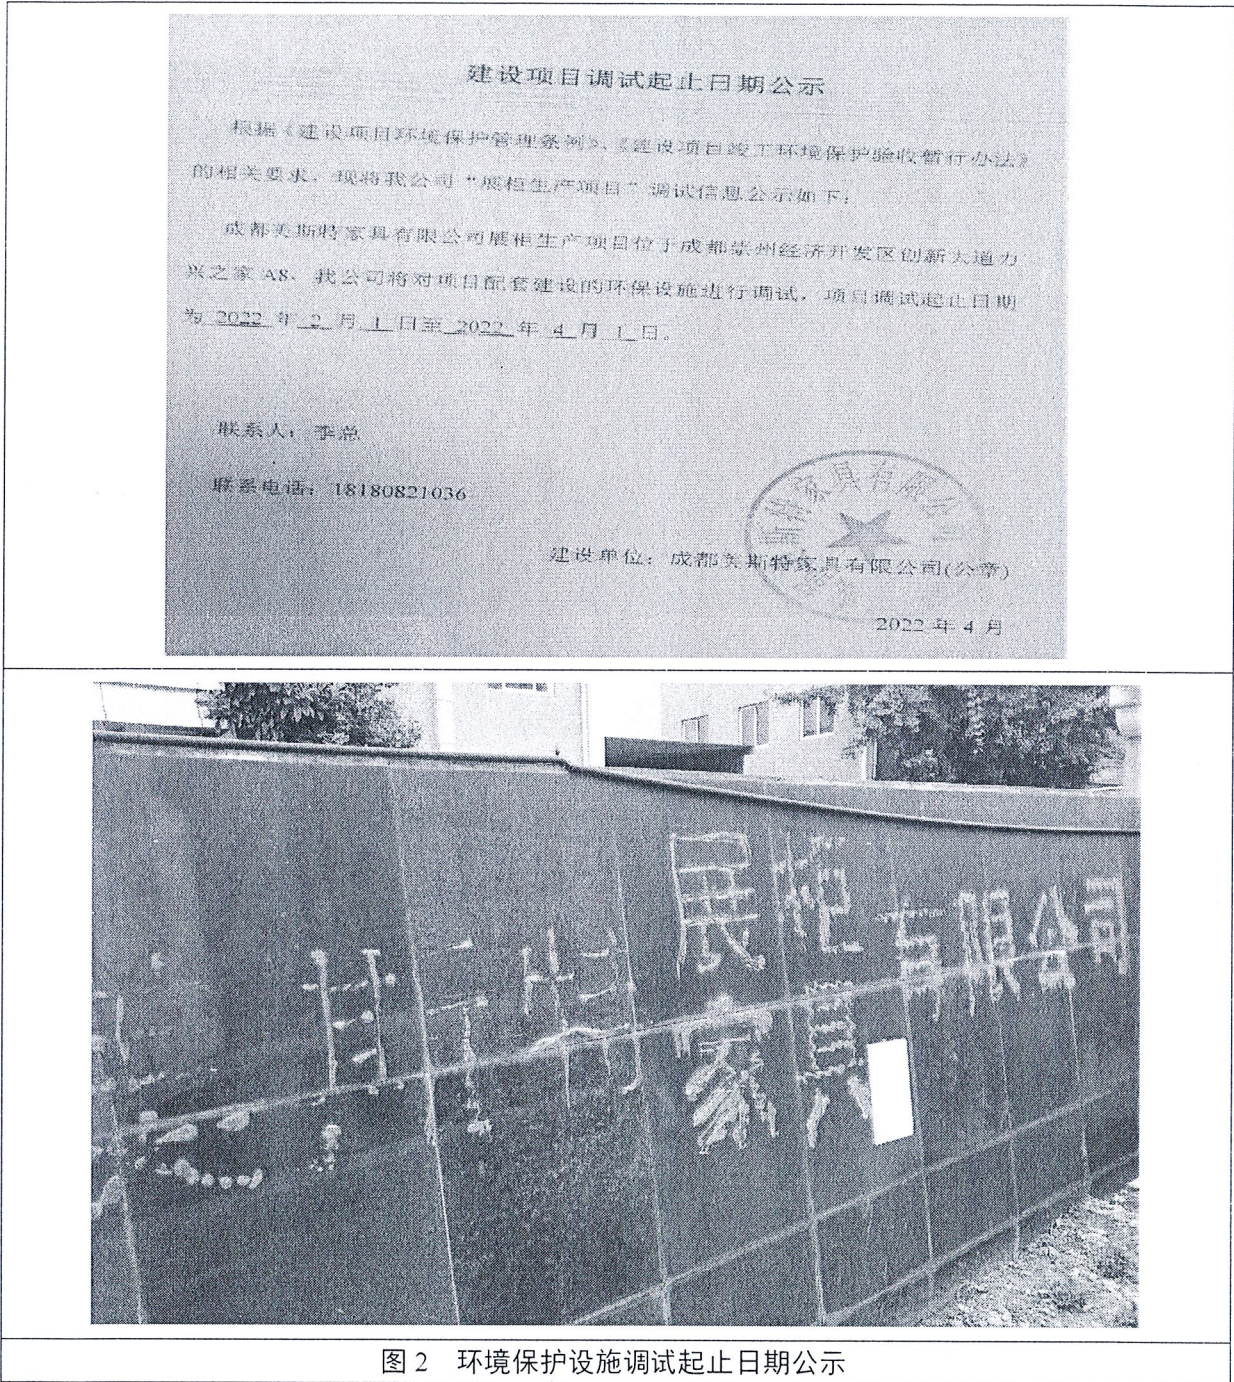 建设项目调试起止日期公示
根据《建设项目环境保护管理条例》、《建设项目竣工环境保护验收暂行办法》
的相关要求，现将我公司“展柜生产项目”调试信息公示如下：
成都美斯特家具有限公司展柜生产项目位于成都崇州经济开发区创新大道力
兴之家 A8，我公司将对项目配套建设的环保设施进行调试，项目调试起止日期
为 2022 年 2 月 1 日至 2022 年 4 月 1 日。
联系人：李总
联系电话：18180821036
家具有限公司
建设单位：成都美斯特家具有限公司(公章)
2022 年 4 月
展柜
家具
有限公司
图 2 环境保护设施调试起止日期公示